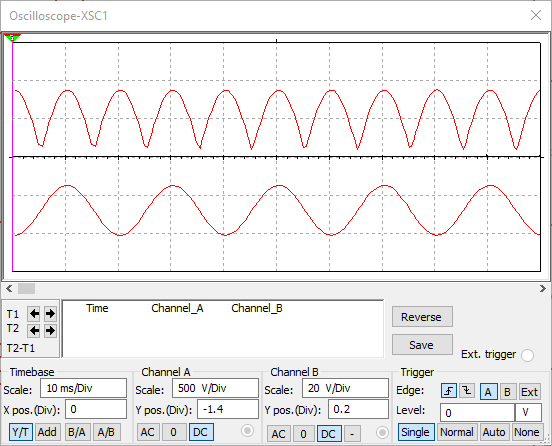 Oscilloscope-XSC1
T1
T2
T2-T1
Time Channel_A Channel_B
Reverse
Save
Ext. trigger
Timebase
Scale: 10 ms/Div
X pos.(Div): 0
Y/T Add B/A A/B
Channel A
Scale: 500 V/Div
Y pos.(Div): -1.4
AC 0 DC
Channel B
Scale: 20 V/Div
Y pos.(Div): 0.2
AC 0 DC -
Trigger
Edge: A B Ext
Level: 0 V
Single Normal Auto None